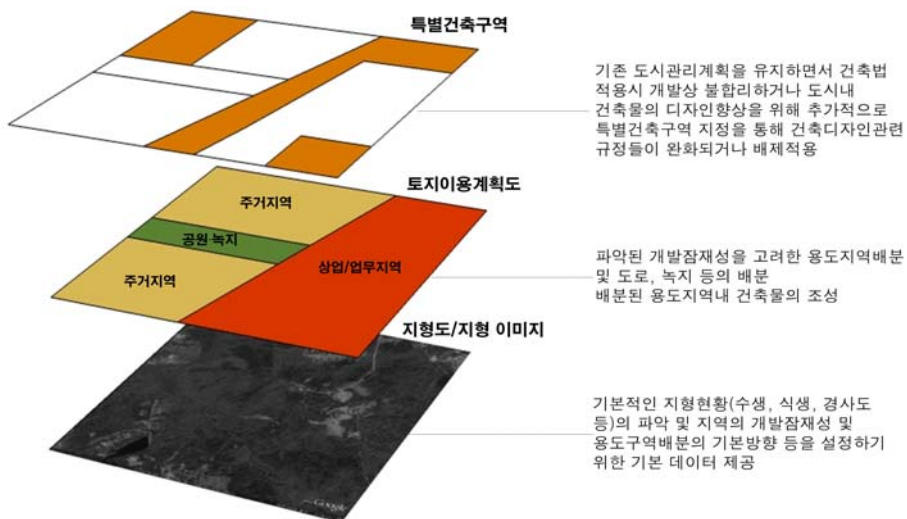 특별건축구역
기존 도시관리계획을 유지하면서 건축법
적용시 개발상 불합리하거나 도시내
건축물의 디자인향상을 위해 추가적으로
특별건축구역 지정을 통해 건축디자인관련
규정들이 완화되거나 배제적용
토지이용계획도
주거지역
공원 녹지
주거지역
상업/업무지역
파악된 개발잠재성을 고려한 용도지역배분
및 도로, 녹지 등의 배분
배분된 용도지역내 건축물의 조성
지형도/지형 이미지
기본적인 지형현황(수생, 식생, 경사도
등)의 파악 및 지역의 개발잠재성 및
용도구역배분의 기본방향 등을 설정하기
위한 기본 데이터 제공
Google